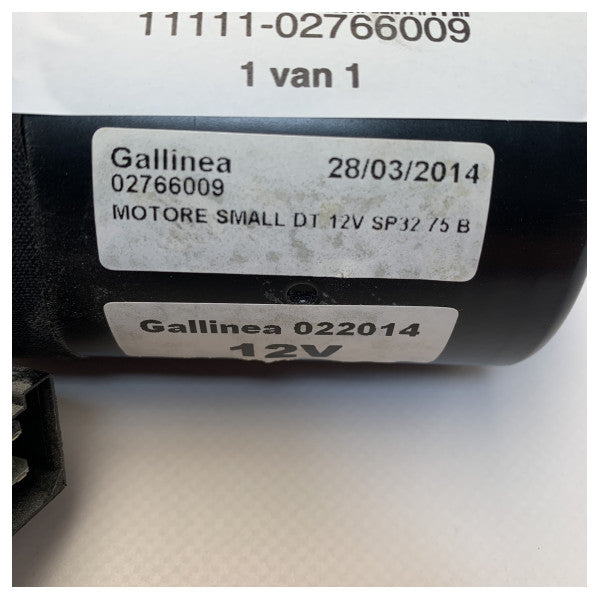 11111-02766009
1 van 1
Gallinea 28/03/2014
02766009
MOTORE SMALL DT 12V SP32 75 B
Gallinea 022014
12V